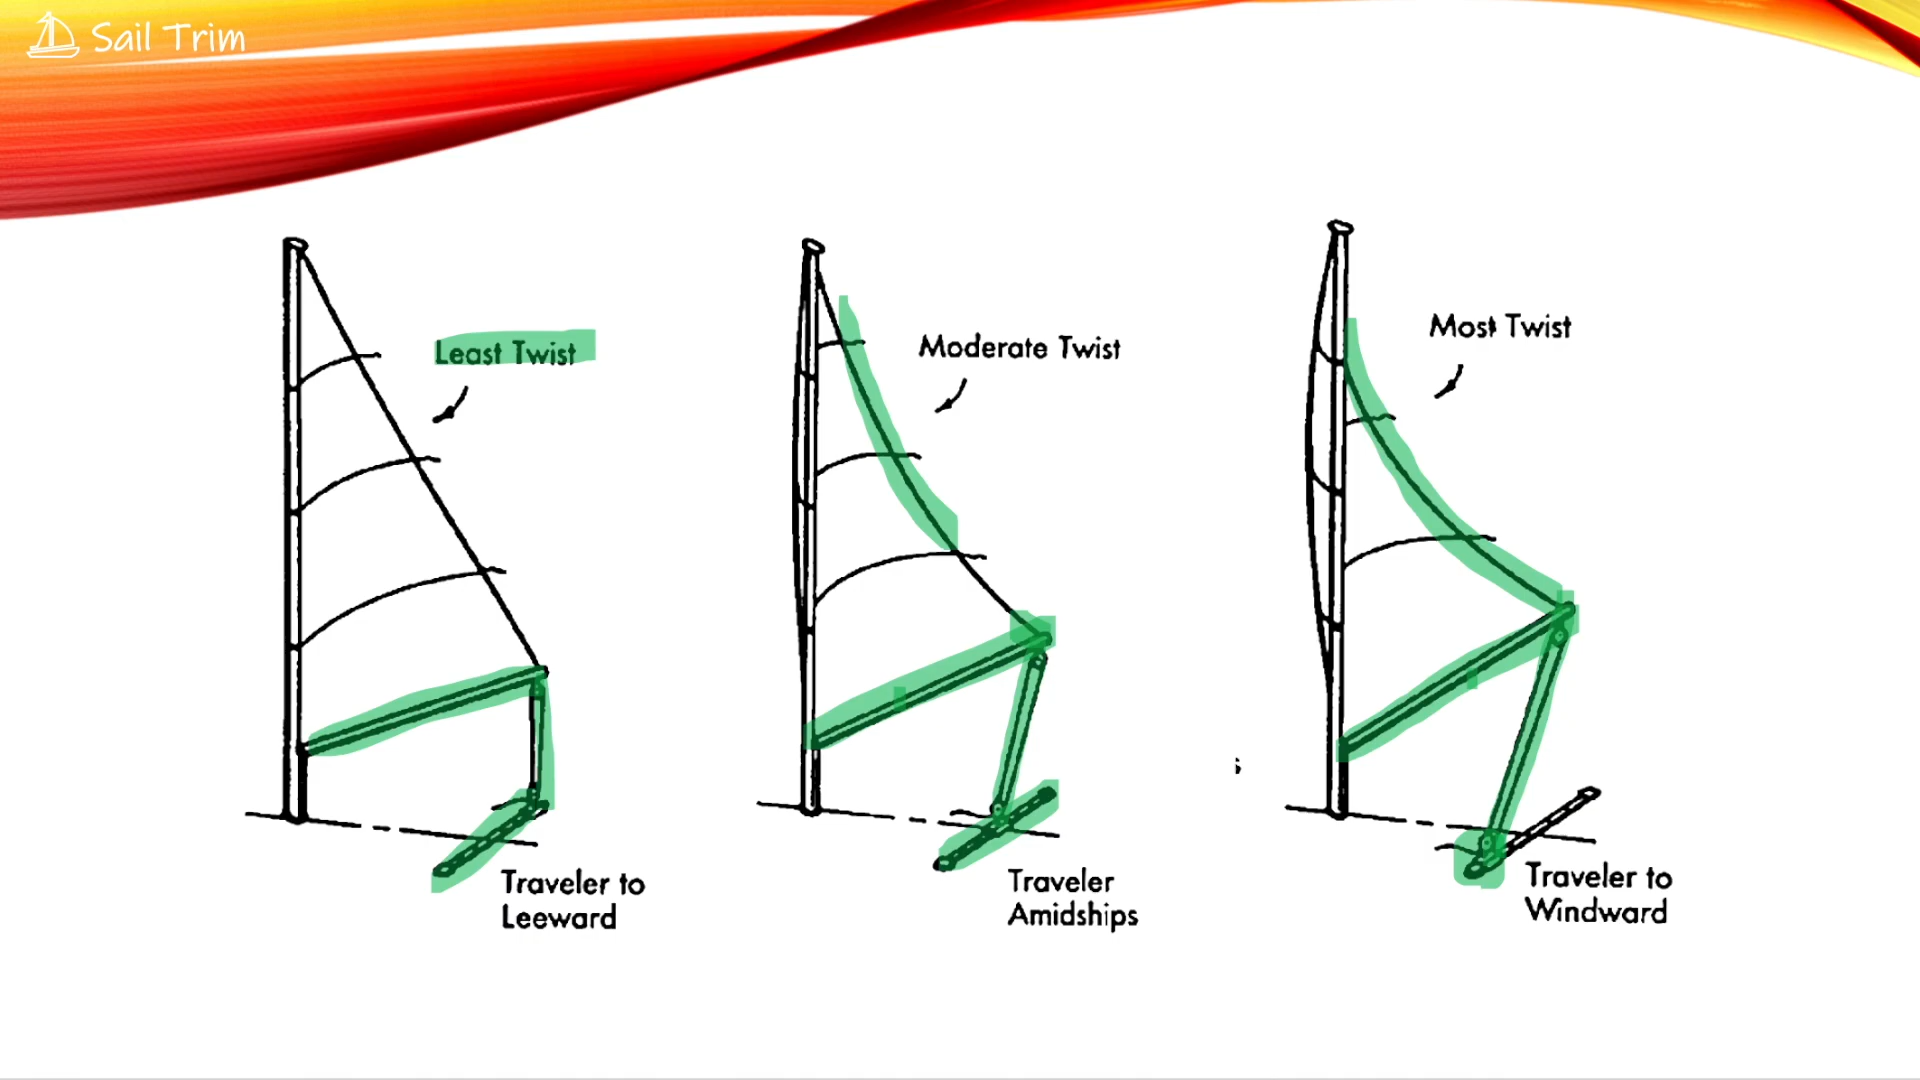 Sail Trim
Least Twist
Moderate Twist
Most Twist
s
Traveler to
Leeward
Traveler
Amidships
Traveler to
Windward